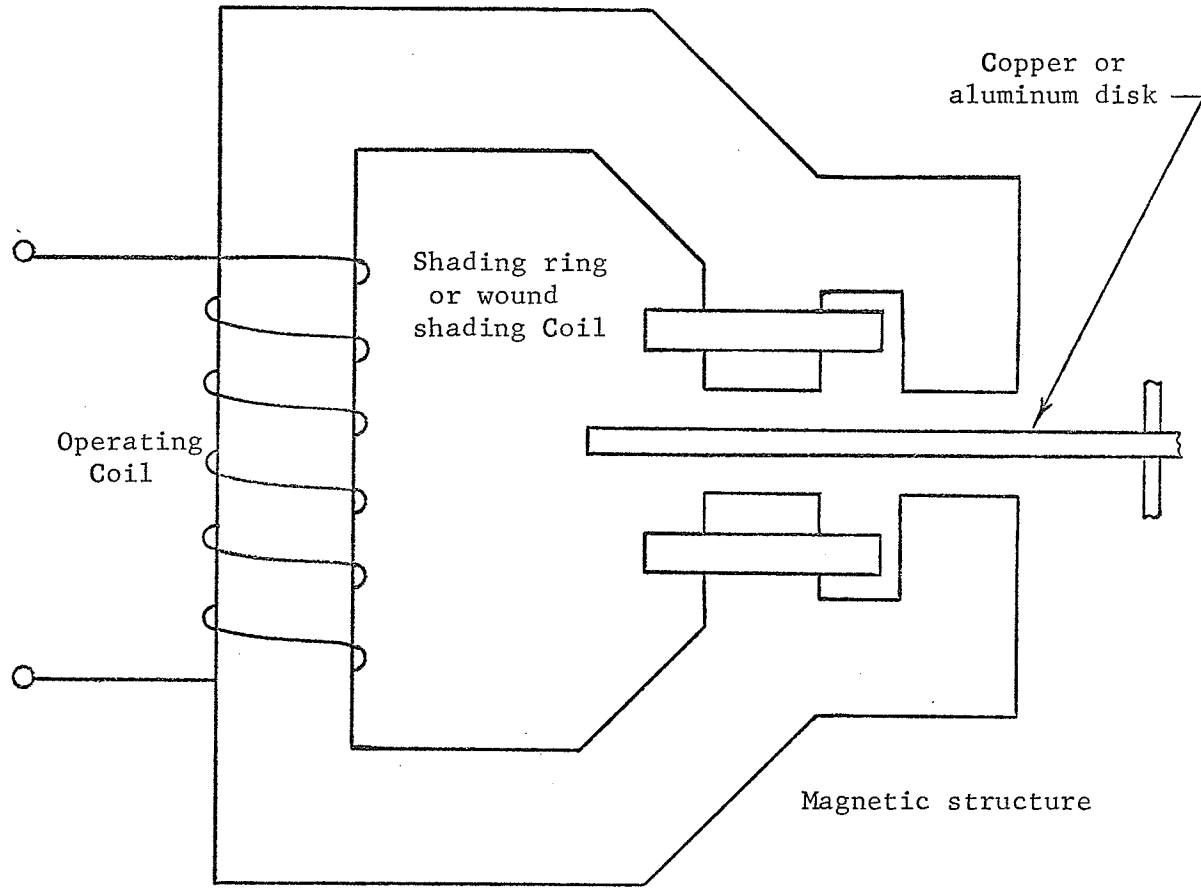 Copper or
aluminum disk
Shading ring
or wound
shading Coil
Operating
Coil
Magnetic structure